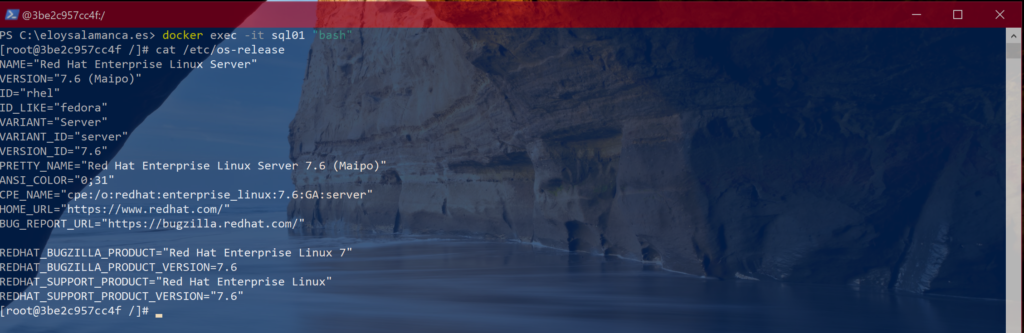 @3be2c957cc4f:/
PS C:\eloysalamanca.es> docker exec -it sql01 "bash"
[root@3be2c957cc4f /]# cat /etc/os-release
NAME="Red Hat Enterprise Linux Server"
VERSION="7.6 (Maipo)"
ID="rhel"
ID_LIKE="fedora"
VARIANT="Server"
VARIANT_ID="server"
VERSION_ID="7.6"
PRETTY_NAME="Red Hat Enterprise Linux Server 7.6 (Maipo)"
ANSI_COLOR="0;31"
CPE_NAME="cpe:/o:redhat:enterprise_linux:7.6:GA:server"
HOME_URL="https://www.redhat.com/"
BUG_REPORT_URL="https://bugzilla.redhat.com/"
REDHAT_BUGZILLA_PRODUCT="Red Hat Enterprise Linux 7"
REDHAT_BUGZILLA_PRODUCT_VERSION=7.6
REDHAT_SUPPORT_PRODUCT="Red Hat Enterprise Linux"
REDHAT_SUPPORT_PRODUCT_VERSION="7.6"
[root@3be2c957cc4f /]#